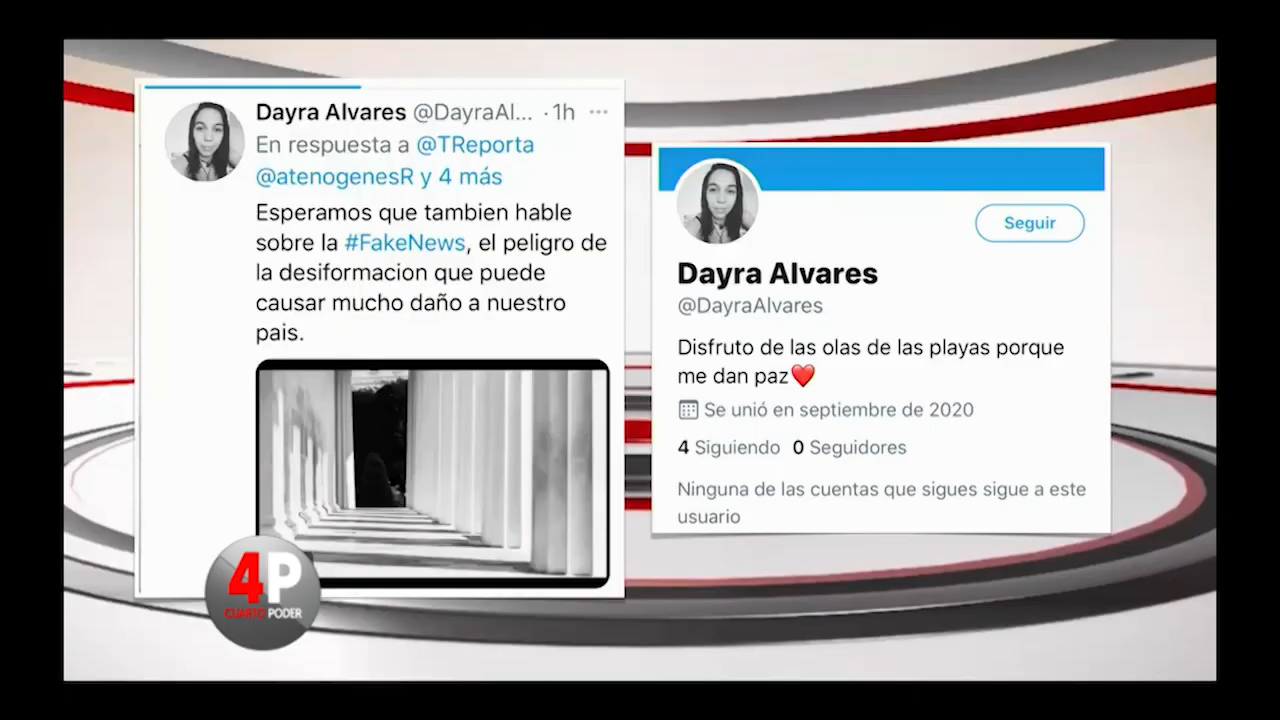 Dayra Alvares @DayraAl... · 1h ...
En respuesta a @TReporta
@atenogenesR y 4 más
Esperamos que tambien hable
sobre la #FakeNews, el peligro de
la desiformacion que puede
causar mucho daño a nuestro
pais.
4P
CUARTO PODER
Seguir
Dayra Alvares
@DayraAlvares
Disfruto de las olas de las playas porque
me dan paz❤️
Se unió en septiembre de 2020
4 Siguiendo 0 Seguidores
Ninguna de las cuentas que sigues sigue a este
usuario